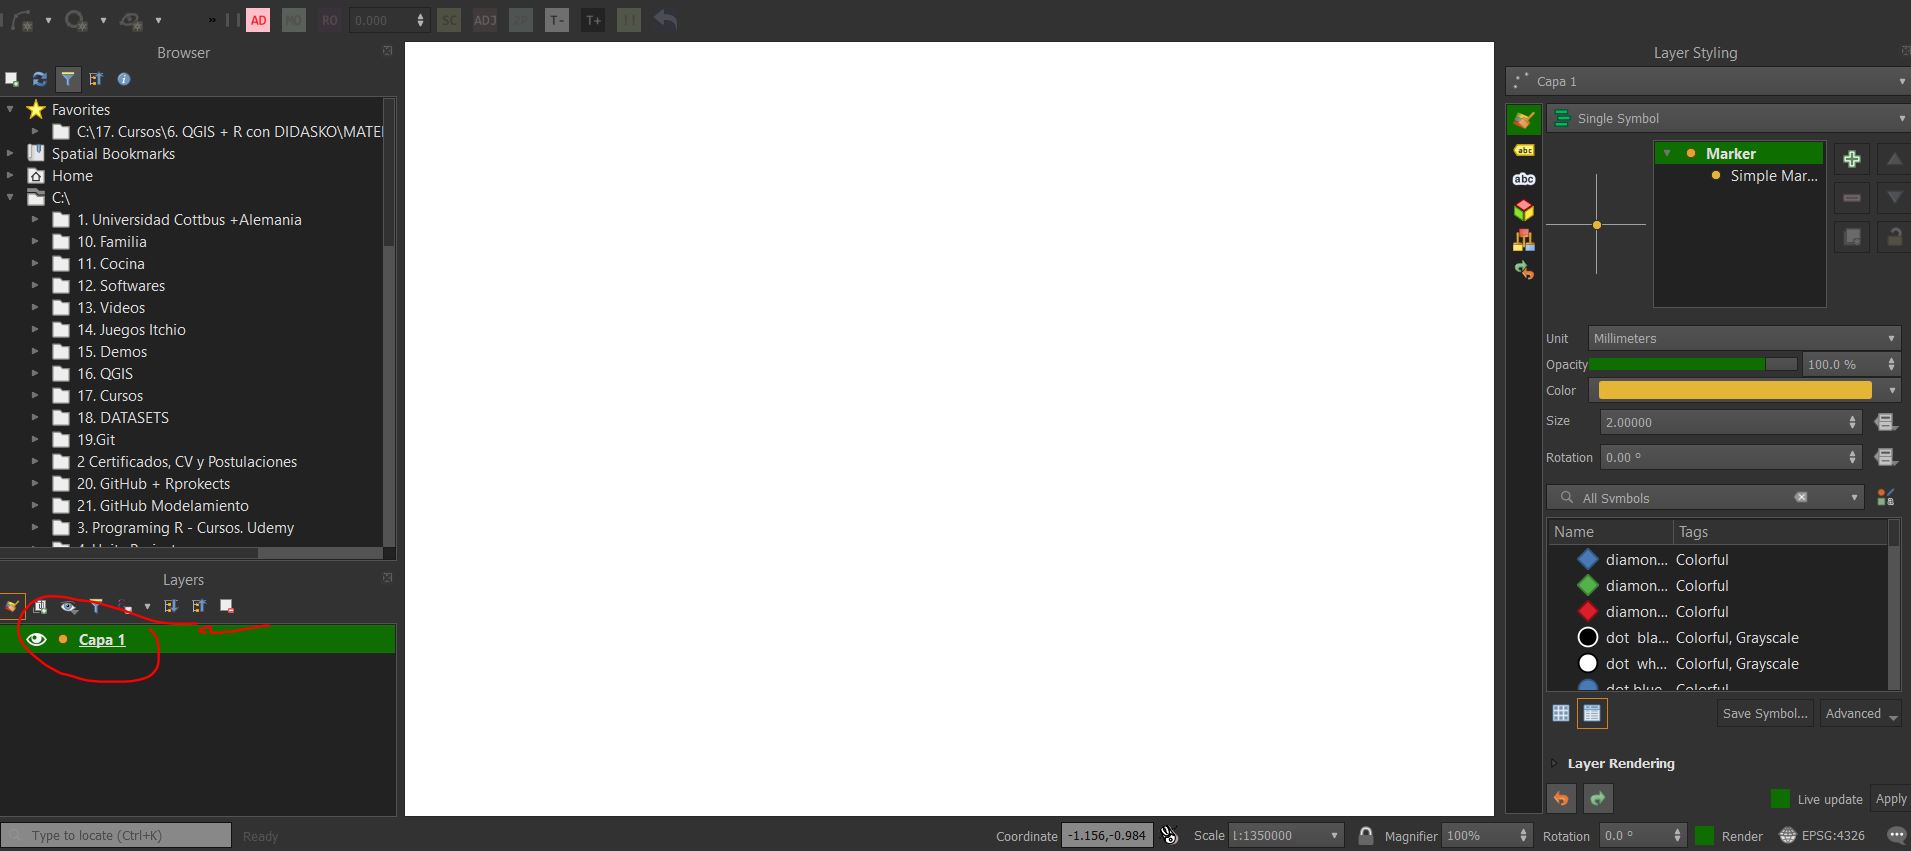 AD MO RO 0.000 SC ADJ 2P T- T+ !!
Browser
Favorites
C:\17. Cursos\6. QGIS + R con DIDASKO\MATE
Spatial Bookmarks
Home
C:\
1. Universidad Cottbus +Alemania
10. Familia
11. Cocina
12. Softwares
13. Videos
14. Juegos Itchio
15. Demos
16. QGIS
17. Cursos
18. DATASETS
19.Git
2 Certificados, CV y Postulaciones
20. GitHub + Rprokects
21. GitHub Modelamiento
3. Programing R - Cursos. Udemy
Layers
Capa 1
Type to locate (Ctrl+K)
Ready
Layer Styling
Capa 1
abc
abc
Single Symbol
Marker
Simple Mar...
Unit Millimeters
Opacity 100.0 %
Color
Size 2.00000
Rotation 0.00 °
All Symbols
Name Tags
diamon... Colorful
diamon... Colorful
diamon... Colorful
dot bla... Colorful, Grayscale
dot wh... Colorful, Grayscale
dot blue Colorful
Save Symbol... Advanced
Layer Rendering
Live update Apply
Coordinate -1.156,-0.984 Scale 1:1350000 Magnifier 100% Rotation 0.0 ° Render EPSG:4326